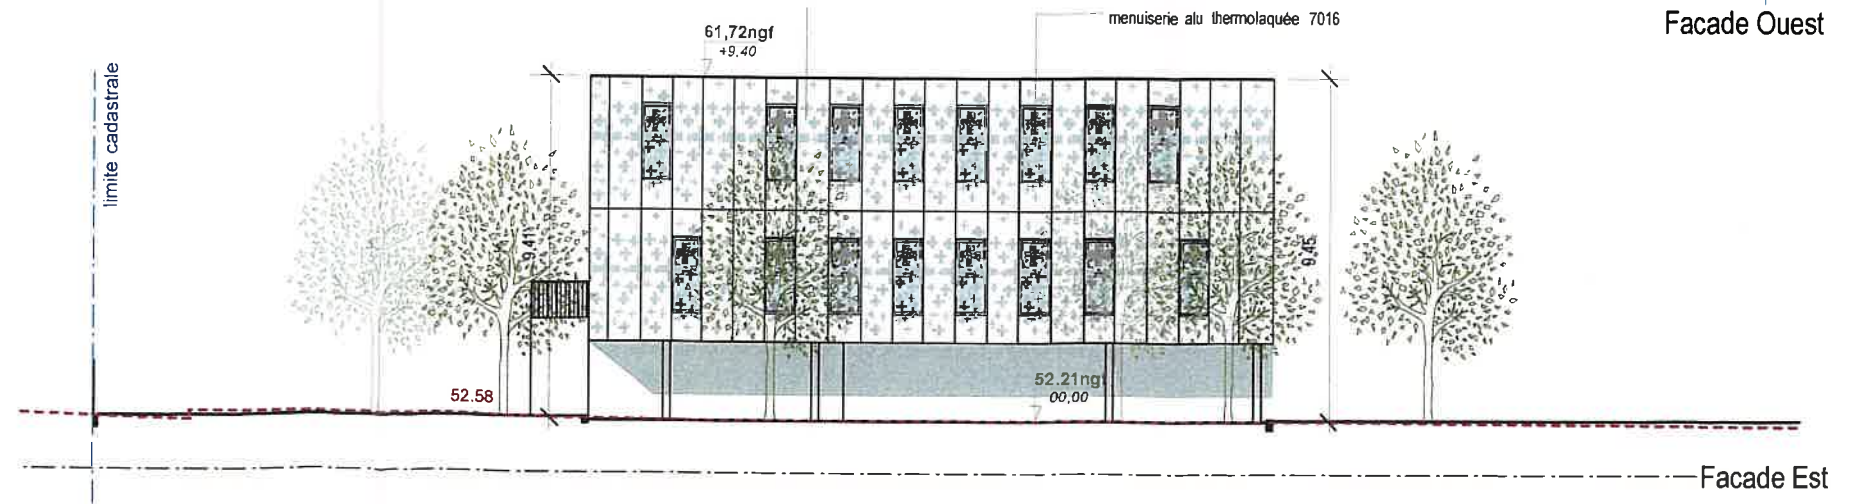 menuiserie alu thermolaquée 7016
Facade Ouest
61,72ngf
+9.40
limite cadastrale
9.41
9.45
52.58
52.21ngf
00,00
Facade Est